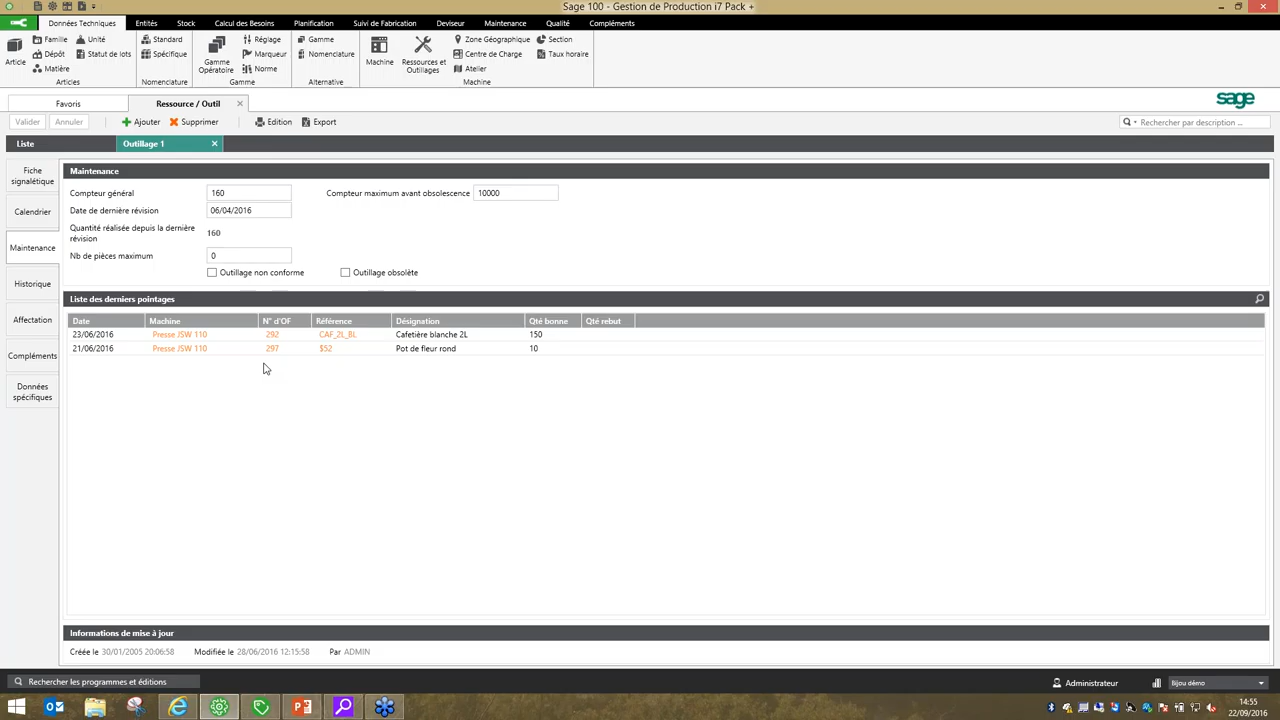 Sage 100 - Gestion de Production i7 Pack +
Données Techniques Entités Stock Calcul des Besoins Planification Suivi de Fabrication Deviseur Maintenance Qualité Compléments
Article Famille Unité Standard Gamme Opératoire Réglage Gamme Machine Ressources et Outillages Zone Géographique Section
Dépôt Statut de lots Spécifique Marqueur Nomenclature Centre de Charge Taux horaire
Matière Norme Atelier
Articles Nomenclature Gamme Alternative Machine
Favoris Ressource / Outil
sage
Valider Annuler Ajouter Supprimer Edition Export Rechercher par description ...
Liste Outillage 1
Fiche signalétique
Calendrier
Maintenance
Historique
Affectation
Compléments
Données spécifiques
Maintenance
Compteur général 160 Compteur maximum avant obsolescence 10000
Date de dernière révision 06/04/2016
Quantité réalisée depuis la dernière révision 160
Nb de pièces maximum 0
Outillage non conforme Outillage obsolète
Liste des derniers pointages
Date Machine N° d'OF Référence Désignation Qté bonne Qté rebut
23/06/2016 Presse JSW 110 292 CAF_2L_BL Cafetière blanche 2L 150
21/06/2016 Presse JSW 110 297 $52 Pot de fleur rond 10
Informations de mise à jour
Créée le 30/01/2005 20:06:58 Modifiée le 28/06/2016 12:15:58 Par ADMIN
Rechercher les programmes et éditions Administrateur Bijou démo
14:55
22/09/2016